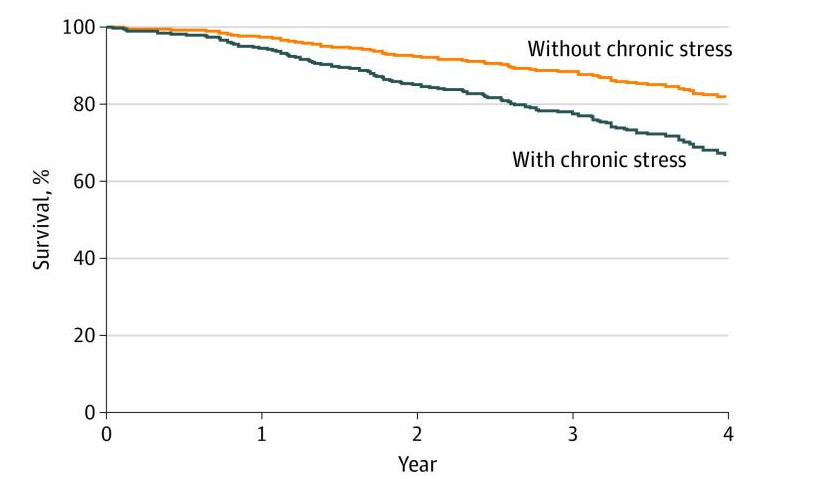 100
80
60
40
20
0
Survival, %
Without chronic stress
With chronic stress
0 1 2 3 4
Year